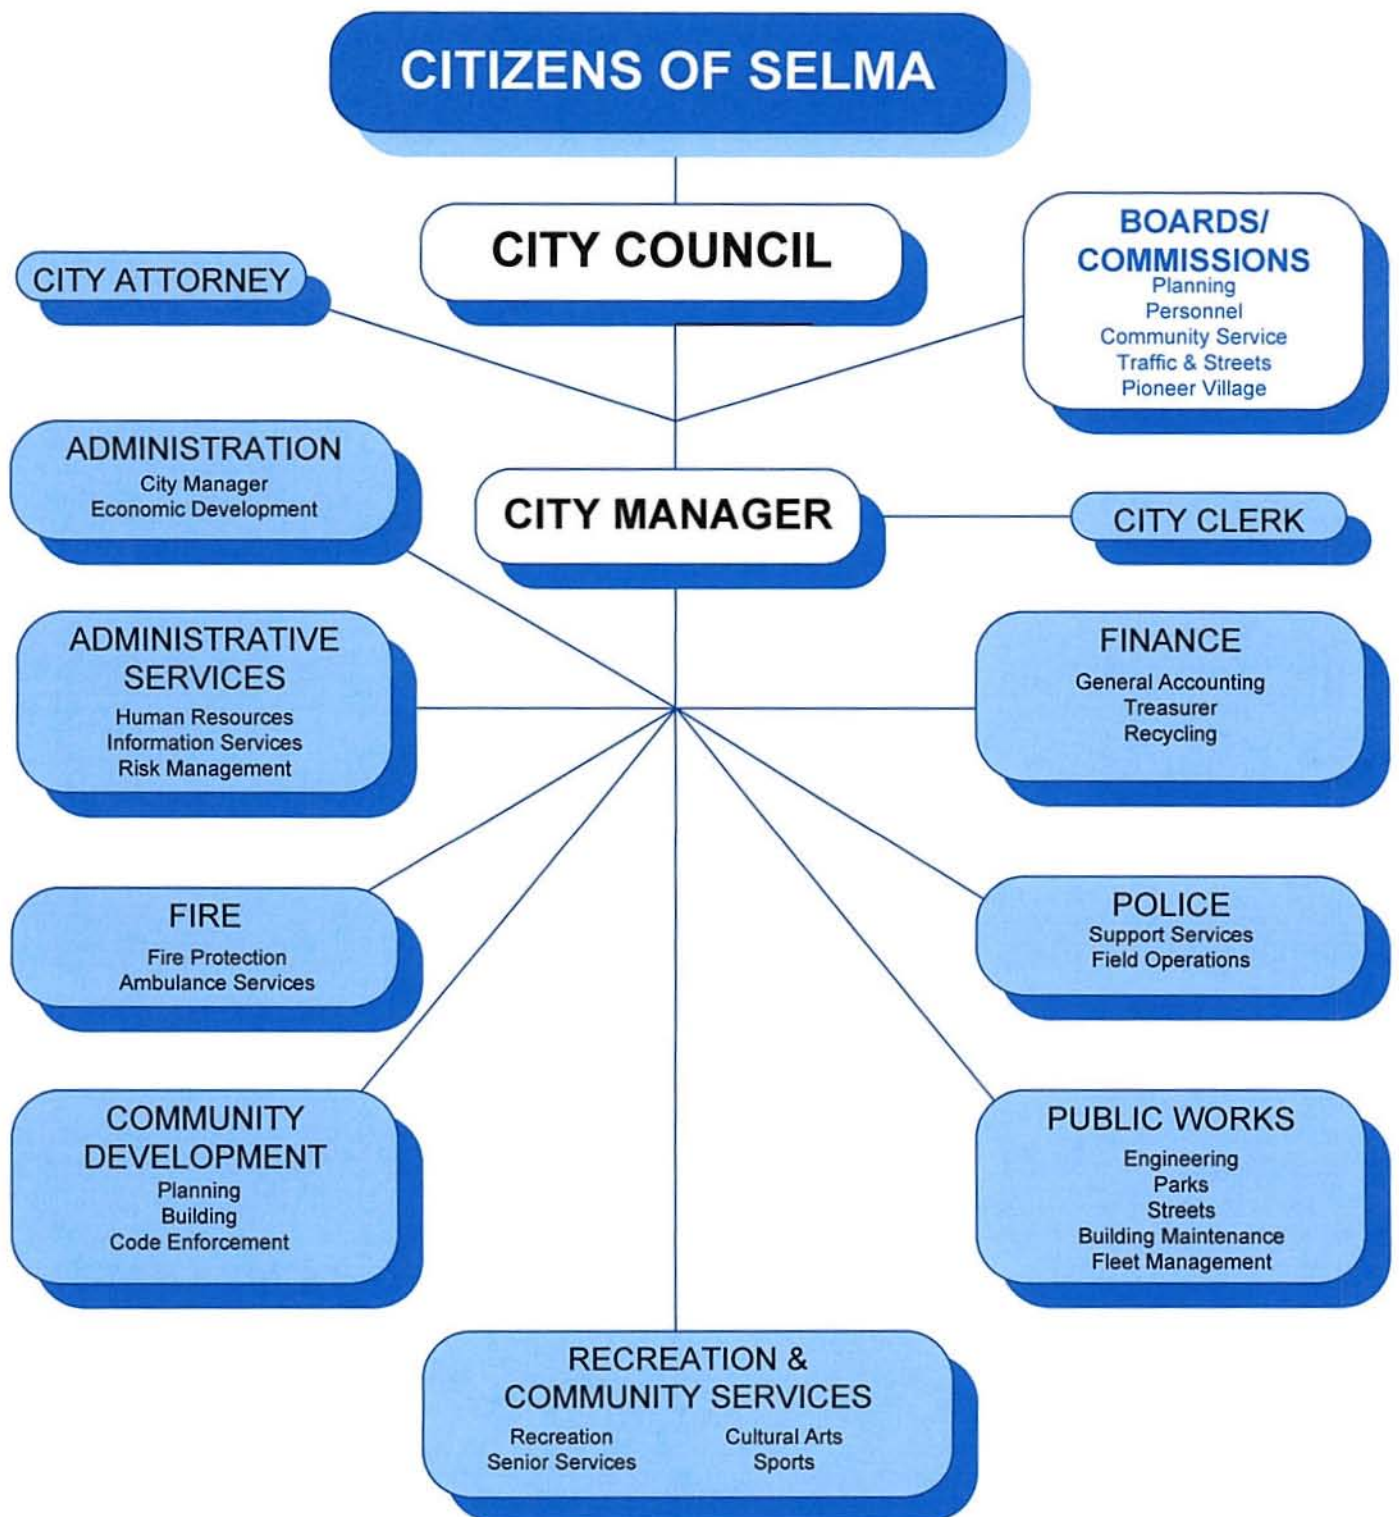 CITIZENS OF SELMA
CITY COUNCIL
CITY ATTORNEY
BOARDS/
COMMISSIONS
Planning
Personnel
Community Service
Traffic & Streets
Pioneer Village
ADMINISTRATION
City Manager
Economic Development
CITY MANAGER
CITY CLERK
ADMINISTRATIVE
SERVICES
Human Resources
Information Services
Risk Management
FINANCE
General Accounting
Treasurer
Recycling
FIRE
Fire Protection
Ambulance Services
POLICE
Support Services
Field Operations
COMMUNITY
DEVELOPMENT
Planning
Building
Code Enforcement
PUBLIC WORKS
Engineering
Parks
Streets
Building Maintenance
Fleet Management
RECREATION &
COMMUNITY SERVICES
Recreation
Senior Services
Cultural Arts
Sports